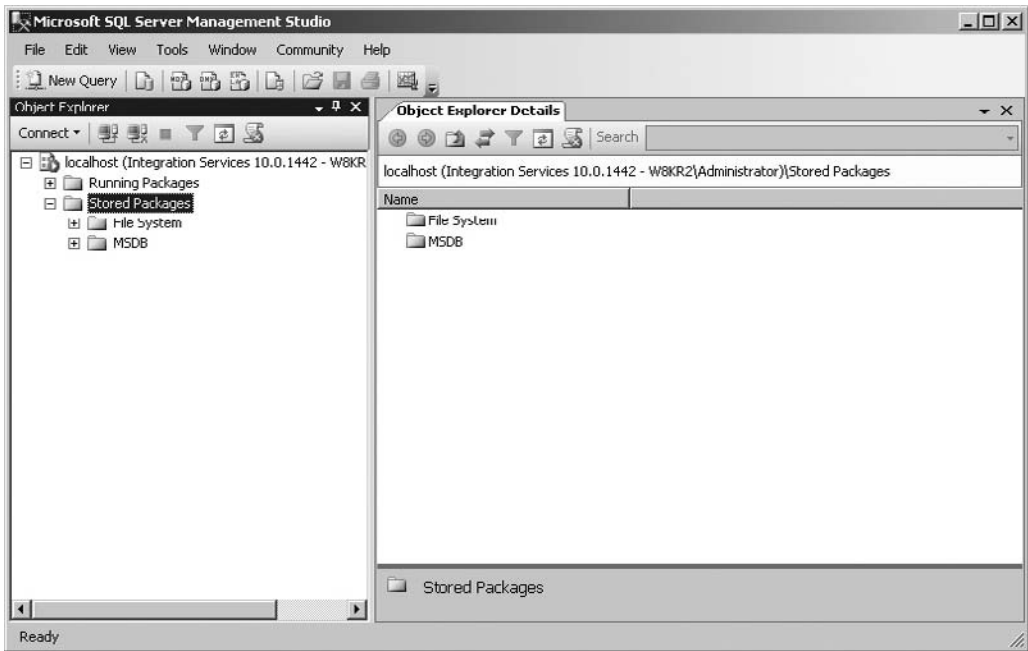 Microsoft SQL Server Management Studio
File Edit View Tools Window Community Help
New Query
Object Explorer
Connect
localhost (Integration Services 10.0.1442 - W8KR
Running Packages
Stored Packages
File System
MSDB
Object Explorer Details
Search
localhost (Integration Services 10.0.1442 - W8KR2\Administrator)\Stored Packages
Name
File System
MSDB
Stored Packages
Ready